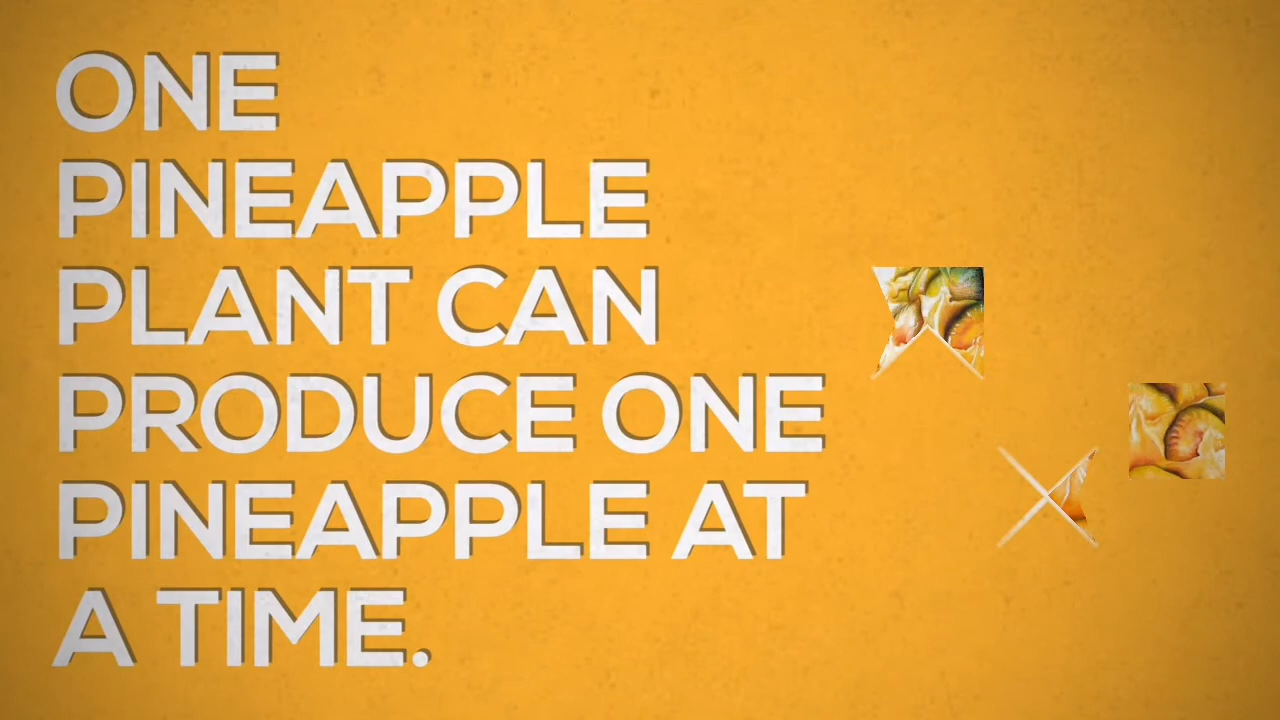 ONE
PINEAPPLE
PLANT CAN
PRODUCE ONE
PINEAPPLE AT
A TIME.